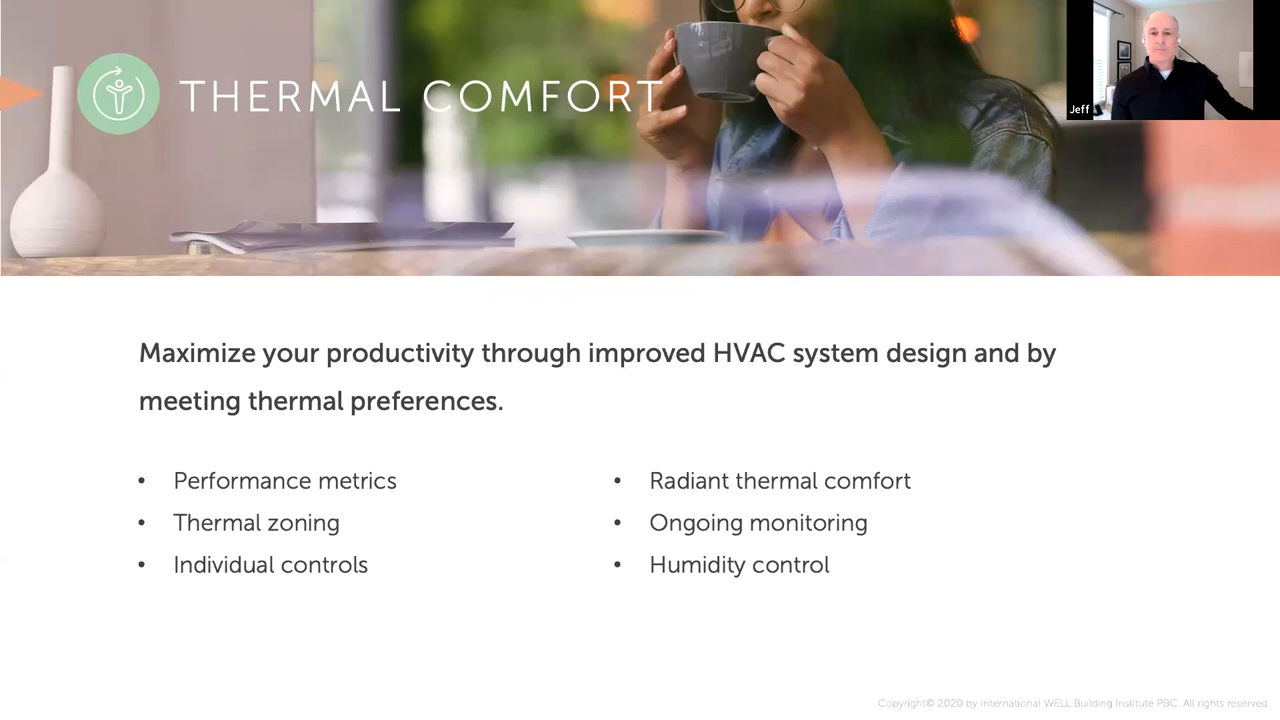 THERMAL COMFORT
Jeff
Maximize your productivity through improved HVAC system design and by
meeting thermal preferences.
• Performance metrics
• Thermal zoning
• Individual controls
• Radiant thermal comfort
• Ongoing monitoring
• Humidity control
Copyright© 2020 by International WELL Building Institute PBC. All rights reserved.